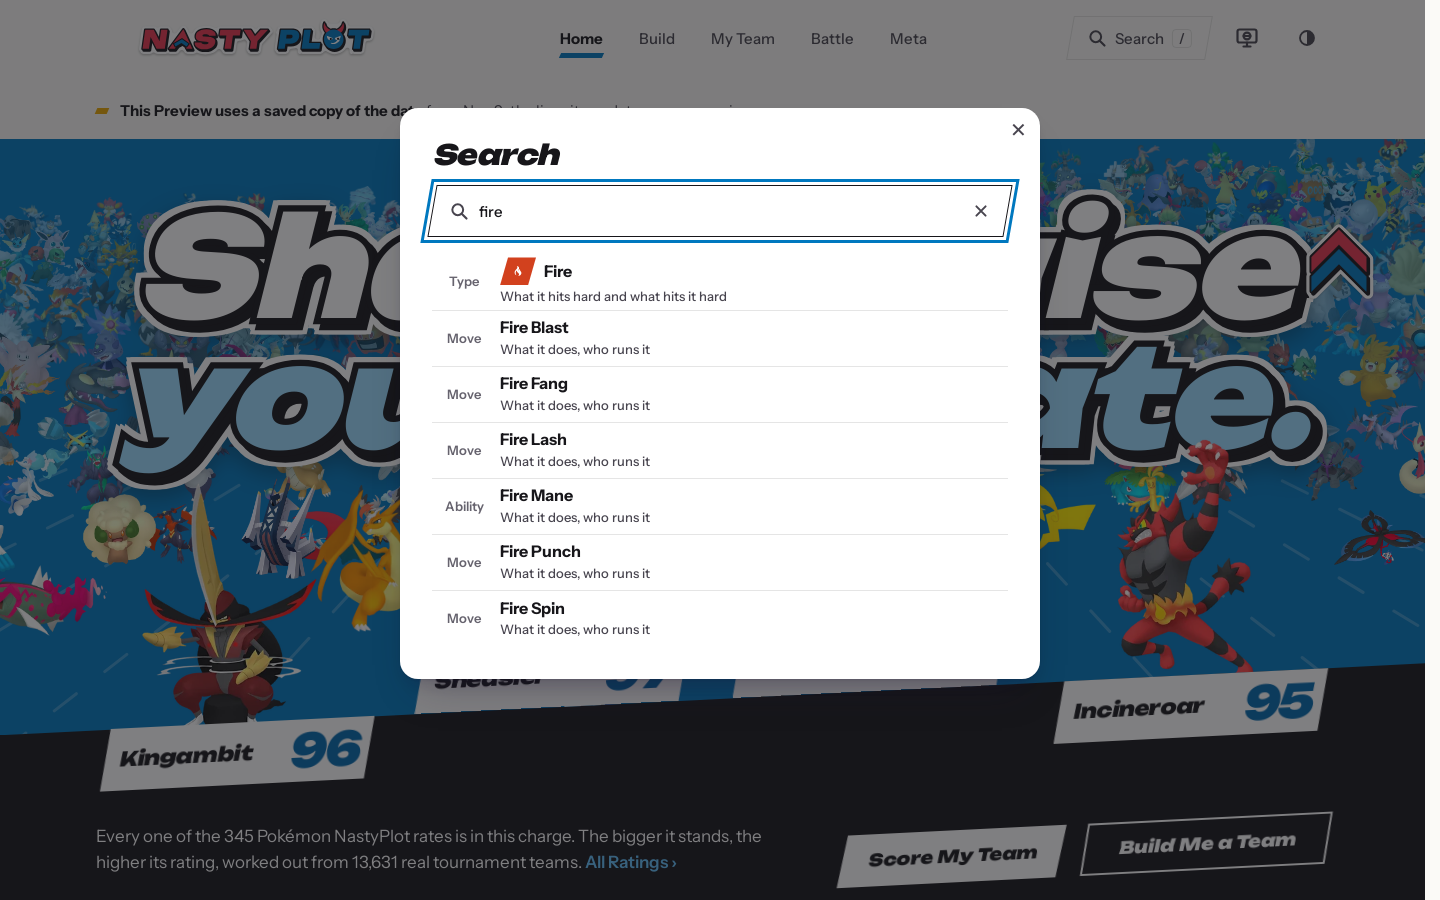 NASTY PLOT
Home
Build
My Team
Battle
Meta
Search /
This Preview uses a saved copy of the
Search
fire
Type
Fire
What it hits hard and what hits it hard
Move
Fire Blast
What it does, who runs it
Move
Fire Fang
What it does, who runs it
Move
Fire Lash
What it does, who runs it
Ability
Fire Mane
What it does, who runs it
Move
Fire Punch
What it does, who runs it
Move
Fire Spin
What it does, who runs it
Kingambit 96
Incineroar 95
Every one of the 345 Pokémon NastyPlot rates is in this charge. The bigger it stands, the
higher its rating, worked out from 13,631 real tournament teams. All Ratings ›
Score My Team
Build Me a Team